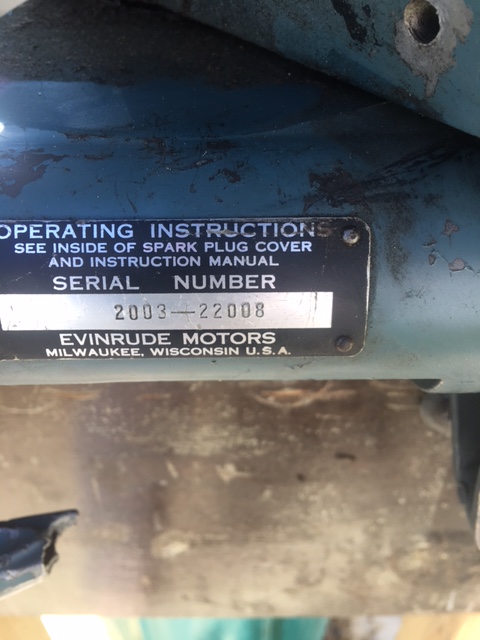 OPERATING INSTRUCTIONS
SEE INSIDE OF SPARK PLUG COVER
AND INSTRUCTION MANUAL
SERIAL NUMBER
2003—22008
EVINRUDE MOTORS
MILWAUKEE, WISCONSIN U.S.A.